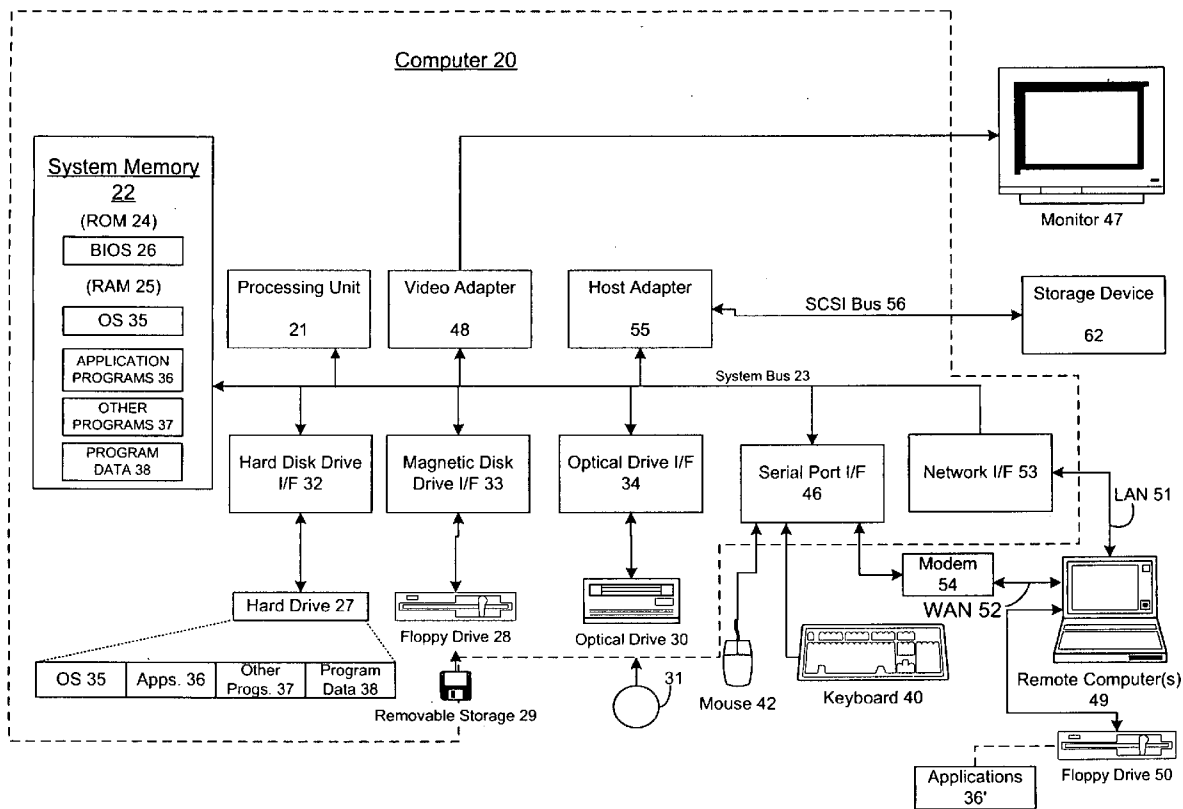 Computer 20
System Memory
22
(ROM 24)
BIOS 26
(RAM 25)
OS 35
APPLICATION
PROGRAMS 36
OTHER
PROGRAMS 37
PROGRAM
DATA 38
Processing Unit
21
Video Adapter
48
Host Adapter
55
Monitor 47
SCSI Bus 56
Storage Device
62
System Bus 23
Hard Disk Drive
I/F 32
Magnetic Disk
Drive I/F 33
Optical Drive I/F
34
Serial Port I/F
46
Network I/F 53
LAN 51
Modem
54
WAN 52
Hard Drive 27
Floppy Drive 28
Optical Drive 30
OS 35
Apps. 36
Other
Progs. 37
Program
Data 38
Removable Storage 29
31
Mouse 42
Keyboard 40
Remote Computer(s)
49
Applications
36'
Floppy Drive 50